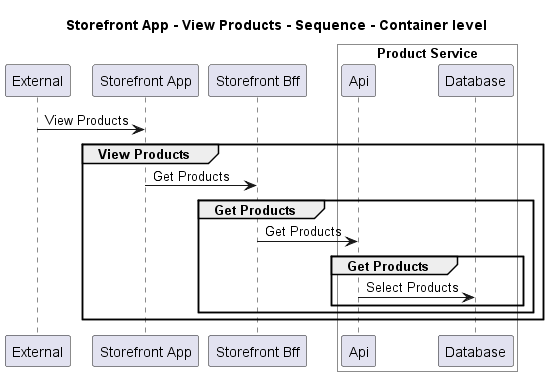 Storefront App - View Products - Sequence - Container level
Product Service
External Storefront App Storefront Bff Api Database
View Products
View Products
Get Products
Get Products
Get Products
Get Products
Select Products
External Storefront App Storefront Bff Api Database